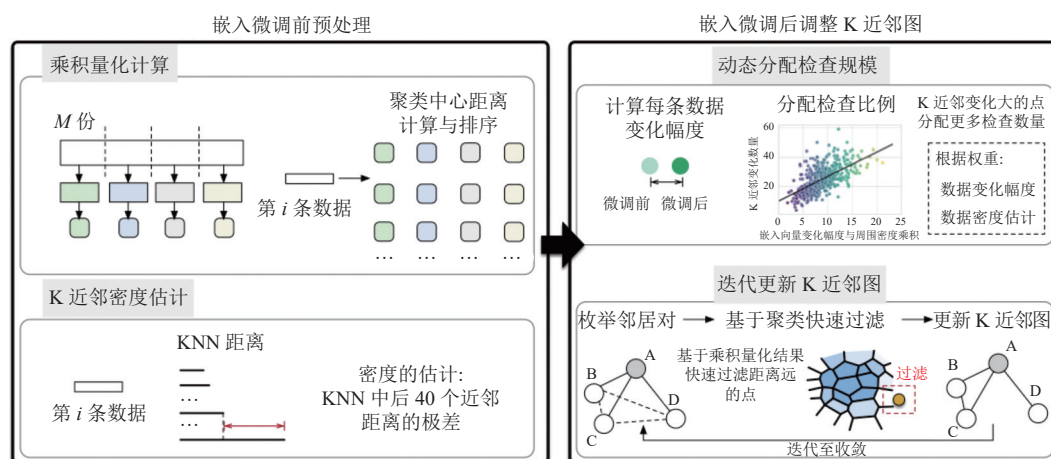 嵌入微调前预处理
乘积量化计算
M 份
第 i 条数据
聚类中心距离
计算与排序
… … … …
K 近邻密度估计
KNN 距离
第 i 条数据
…
…
密度的估计:
KNN 中后 40 个近邻
距离的极差
嵌入微调后调整 K 近邻图
动态分配检查规模
计算每条数据
变化幅度
微调前 微调后
分配检查比例
K 近邻变化数量
60
40
20
0 5 10 15 20 25
嵌入向量变化幅度与周围密度乘积
K 近邻变化大的点
分配更多检查数量
根据权重:
数据变化幅度
数据密度估计
迭代更新 K 近邻图
枚举邻居对
基于聚类快速过滤
更新 K 近邻图
A
B
C
D
基于乘积量化结果
快速过滤距离远
的点
过滤
A
B
C
D
迭代至收敛